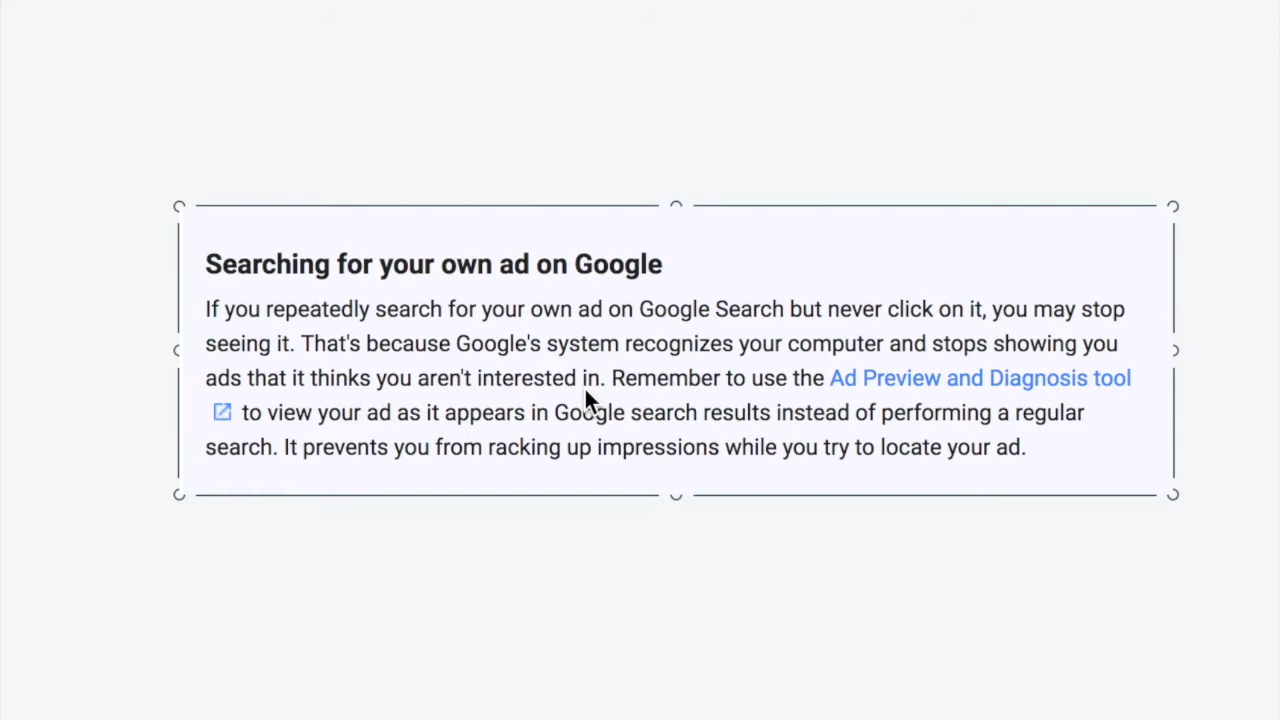 Searching for your own ad on Google
If you repeatedly search for your own ad on Google Search but never click on it, you may stop
seeing it. That's because Google's system recognizes your computer and stops showing you
ads that it thinks you aren't interested in. Remember to use the Ad Preview and Diagnosis tool
to view your ad as it appears in Google search results instead of performing a regular
search. It prevents you from racking up impressions while you try to locate your ad.